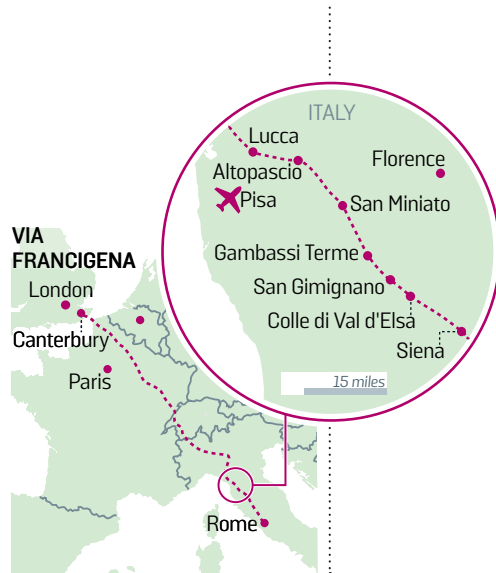 ITALY
Lucca
Altopascio
Florence
Pisa
San Miniato
Gambassi Terme
San Gimignano
Colle di Val d'Elsa
Siena
15 miles
VIA
FRANCIGENA
London
Canterbury
Paris
Rome